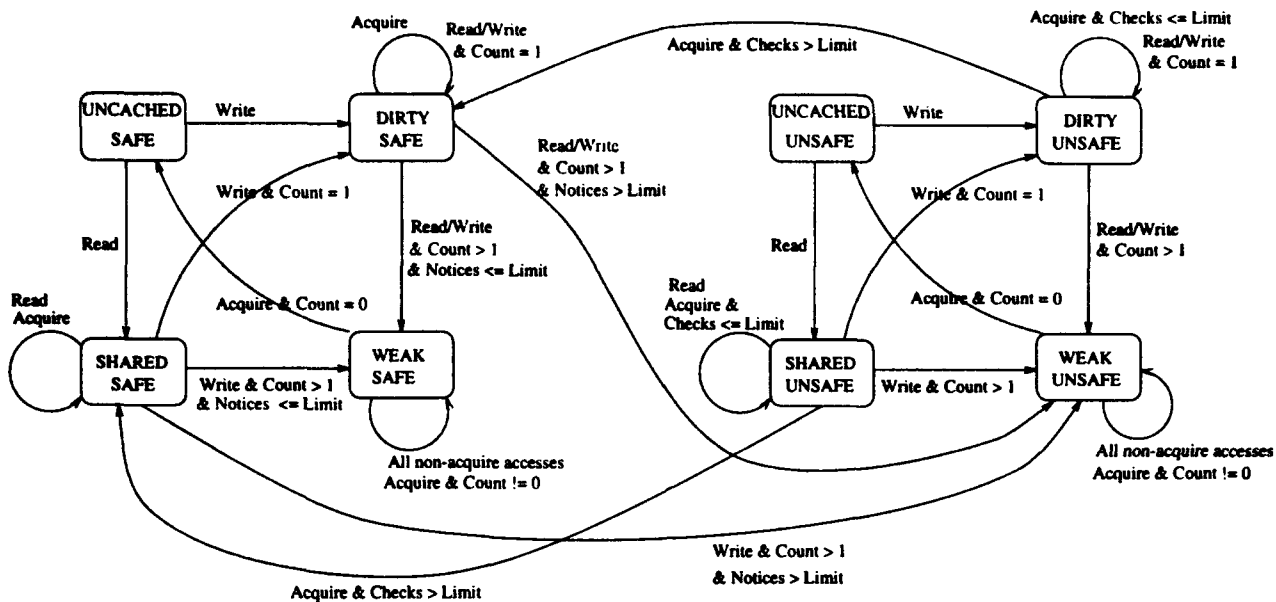 Acquire
Read/Write
& Count = 1
Acquire & Checks > Limit
Acquire & Checks <= Limit
Read/Write
& Count = 1
UNCACHED
SAFE
Write
DIRTY
SAFE
UNCACHED
UNSAFE
Write
DIRTY
UNSAFE
Read/Write
& Count > 1
& Notices > Limit
Write & Count = 1
Write & Count = 1
Read
Read/Write
& Count > 1
& Notices <= Limit
Read
Read/Write
& Count > 1
Read
Acquire
Acquire & Count = 0
Read
Acquire &
Checks <= Limit
Acquire & Count = 0
SHARED
SAFE
WEAK
SAFE
Write & Count > 1
& Notices <= Limit
SHARED
UNSAFE
Write & Count > 1
WEAK
UNSAFE
All non-acquire accesses
Acquire & Count != 0
All non-acquire accesses
Acquire & Count != 0
Write & Count > 1
& Notices > Limit
Acquire & Checks > Limit